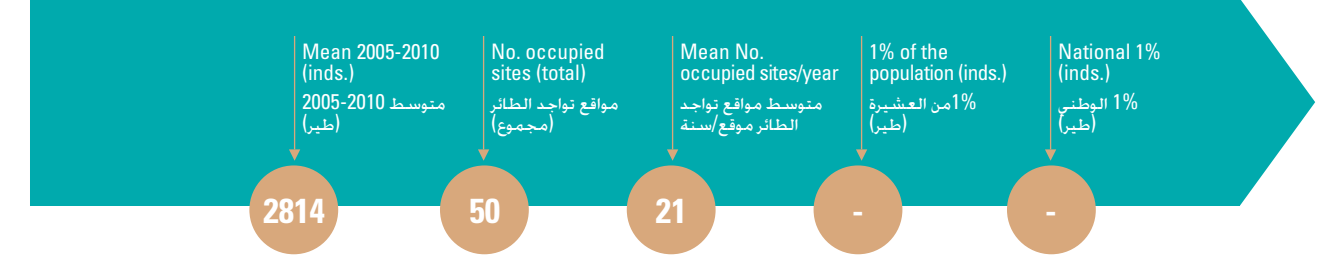 Mean 2005-2010
(inds.)
متوسط 2010-2005
(طير)
2814
No. occupied
sites (total)
مواقع تواجد الطائر
(مجموع)
50
Mean No.
occupied sites/year
متوسط مواقع تواجد
الطائر موقع/سنة
21
1% of the
population (inds.)
1%من العشيرة
(طير)
-
National 1%
(inds.)
1% الوطني
(طير)
-